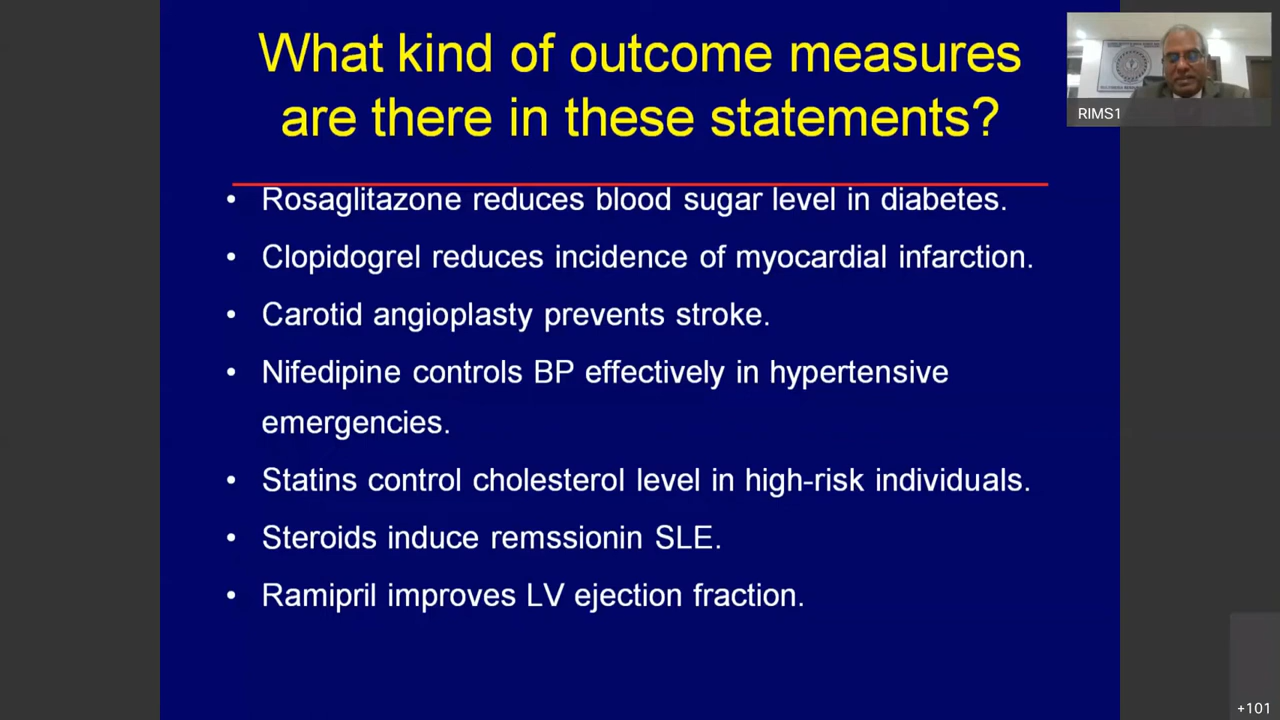 What kind of outcome measures
are there in these statements?
RIMS1
• Rosaglitazone reduces blood sugar level in diabetes.
• Clopidogrel reduces incidence of myocardial infarction.
• Carotid angioplasty prevents stroke.
• Nifedipine controls BP effectively in hypertensive
emergencies.
• Statins control cholesterol level in high-risk individuals.
• Steroids induce remssionin SLE.
• Ramipril improves LV ejection fraction.
+101